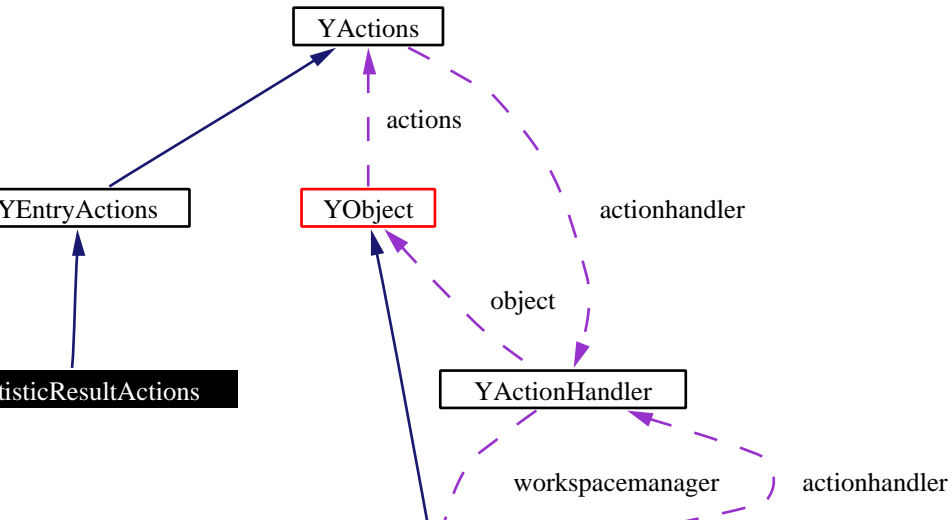 YActions
actions
YEntryActions
YObject
actionhandler
object
tisticResultActions
YActionHandler
workspacemanager
actionhandler